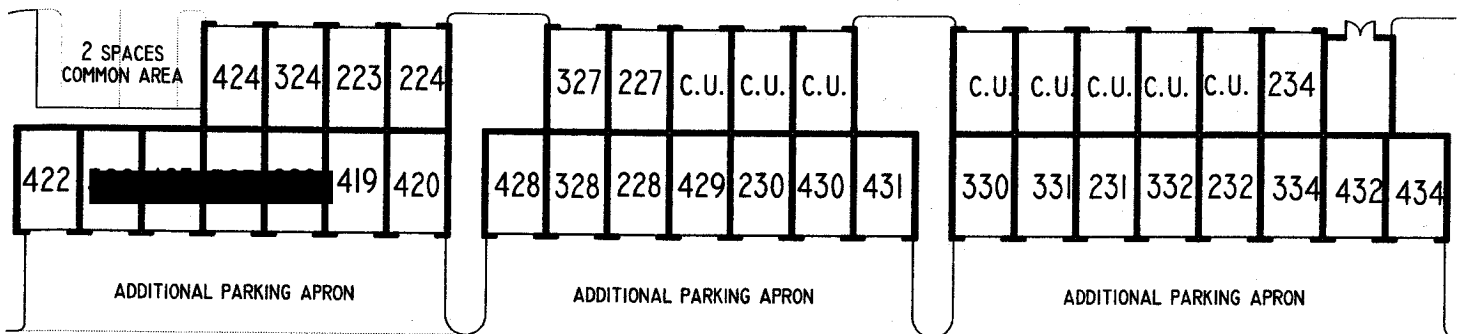 2 SPACES
COMMON AREA
424 324 223 224
327 227 C.U. C.U. C.U.
C.U. C.U. C.U. C.U. C.U. 234
422 419 420
428 328 228 429 230 430 431
330 331 231 332 232 334 432 434
ADDITIONAL PARKING APRON
ADDITIONAL PARKING APRON
ADDITIONAL PARKING APRON